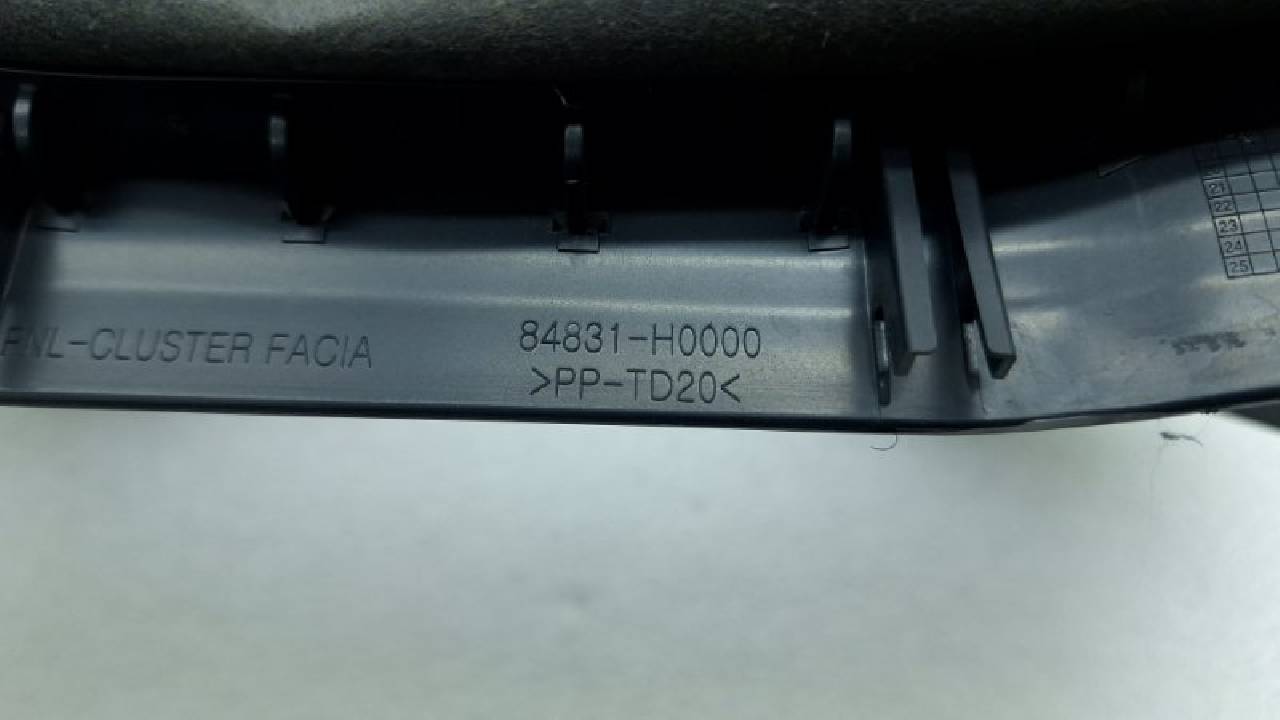 PNL-CLUSTER FACIA
84831-H0000
>PP-TD20<
21
22
23
24
25